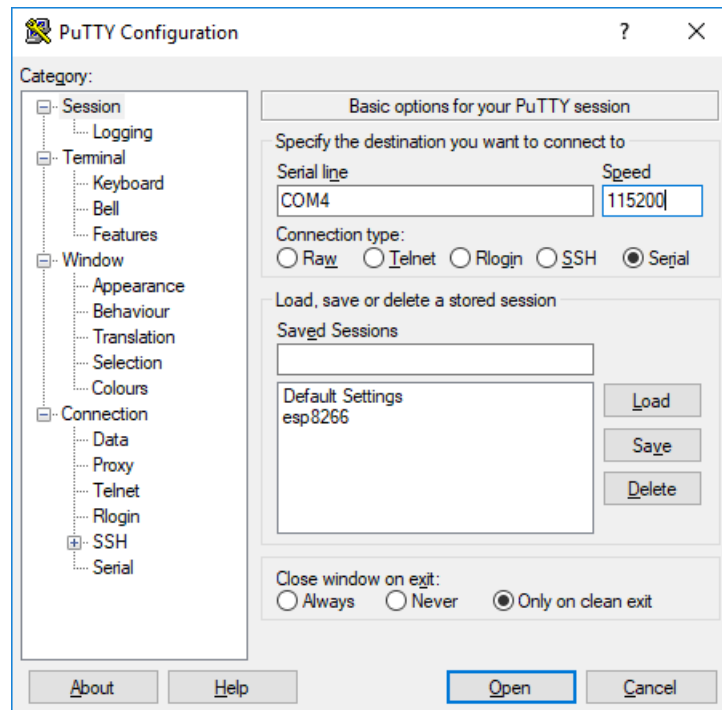 PuTTY Configuration
?
Category:
Session
Logging
Terminal
Keyboard
Bell
Features
Window
Appearance
Behaviour
Translation
Selection
Colours
Connection
Data
Proxy
Telnet
Rlogin
SSH
Serial
Basic options for your PuTTY session
Specify the destination you want to connect to
Serial line Speed
COM4 115200
Connection type:
Raw Telnet Rlogin SSH Serial
Load, save or delete a stored session
Saved Sessions
Default Settings
esp8266
Load
Save
Delete
Close window on exit:
Always Never Only on clean exit
About Help Open Cancel